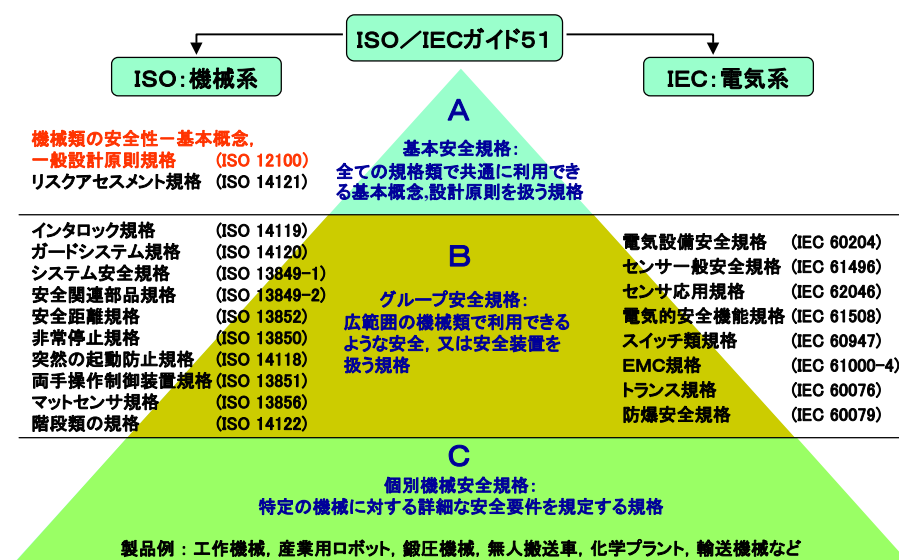 ISO/IECガイド51
ISO:機械系
IEC:電気系
A
基本安全規格:
全ての規格類で共通に利用でき
る基本概念,設計原則を扱う規格
機械類の安全性-基本概念,
一般設計原則規格 (ISO 12100)
リスクアセスメント規格 (ISO 14121)
インタロック規格 (ISO 14119)
ガードシステム規格 (ISO 14120)
システム安全規格 (ISO 13849-1)
安全関連部品規格 (ISO 13849-2)
安全距離規格 (ISO 13852)
非常停止規格 (ISO 13850)
突然の起動防止規格 (ISO 14118)
両手操作制御装置規格 (ISO 13851)
マットセンサ規格 (ISO 13856)
階段類の規格 (ISO 14122)
B
グループ安全規格:
広範囲の機械類で利用できる
ような安全,又は安全装置を
扱う規格
電気設備安全規格 (IEC 60204)
センサ一般安全規格 (IEC 61496)
センサ応用規格 (IEC 62046)
電気的安全機能規格 (IEC 61508)
スイッチ類規格 (IEC 60947)
EMC規格 (IEC 61000-4)
トランス規格 (IEC 60076)
防爆安全規格 (IEC 60079)
C
個別機械安全規格:
特定の機械に対する詳細な安全要件を規定する規格
製品例:工作機械,産業用ロボット,鍛圧機械,無人搬送車,化学プラント,輸送機械など